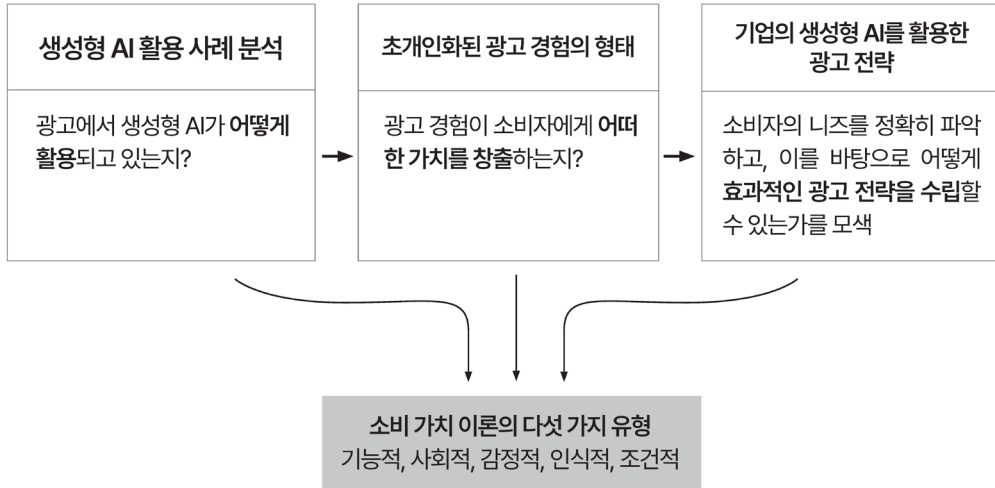 생성형 AI 활용 사례 분석
광고에서 생성형 AI가 어떻게
활용되고 있는지?
초개인화된 광고 경험의 형태
광고 경험이 소비자에게 어떠
한 가치를 창출하는지?
기업의 생성형 AI를 활용한
광고 전략
소비자의 니즈를 정확히 파악
하고, 이를 바탕으로 어떻게
효과적인 광고 전략을 수립할
수 있는가를 모색
소비 가치 이론의 다섯 가지 유형
기능적, 사회적, 감정적, 인식적, 조건적